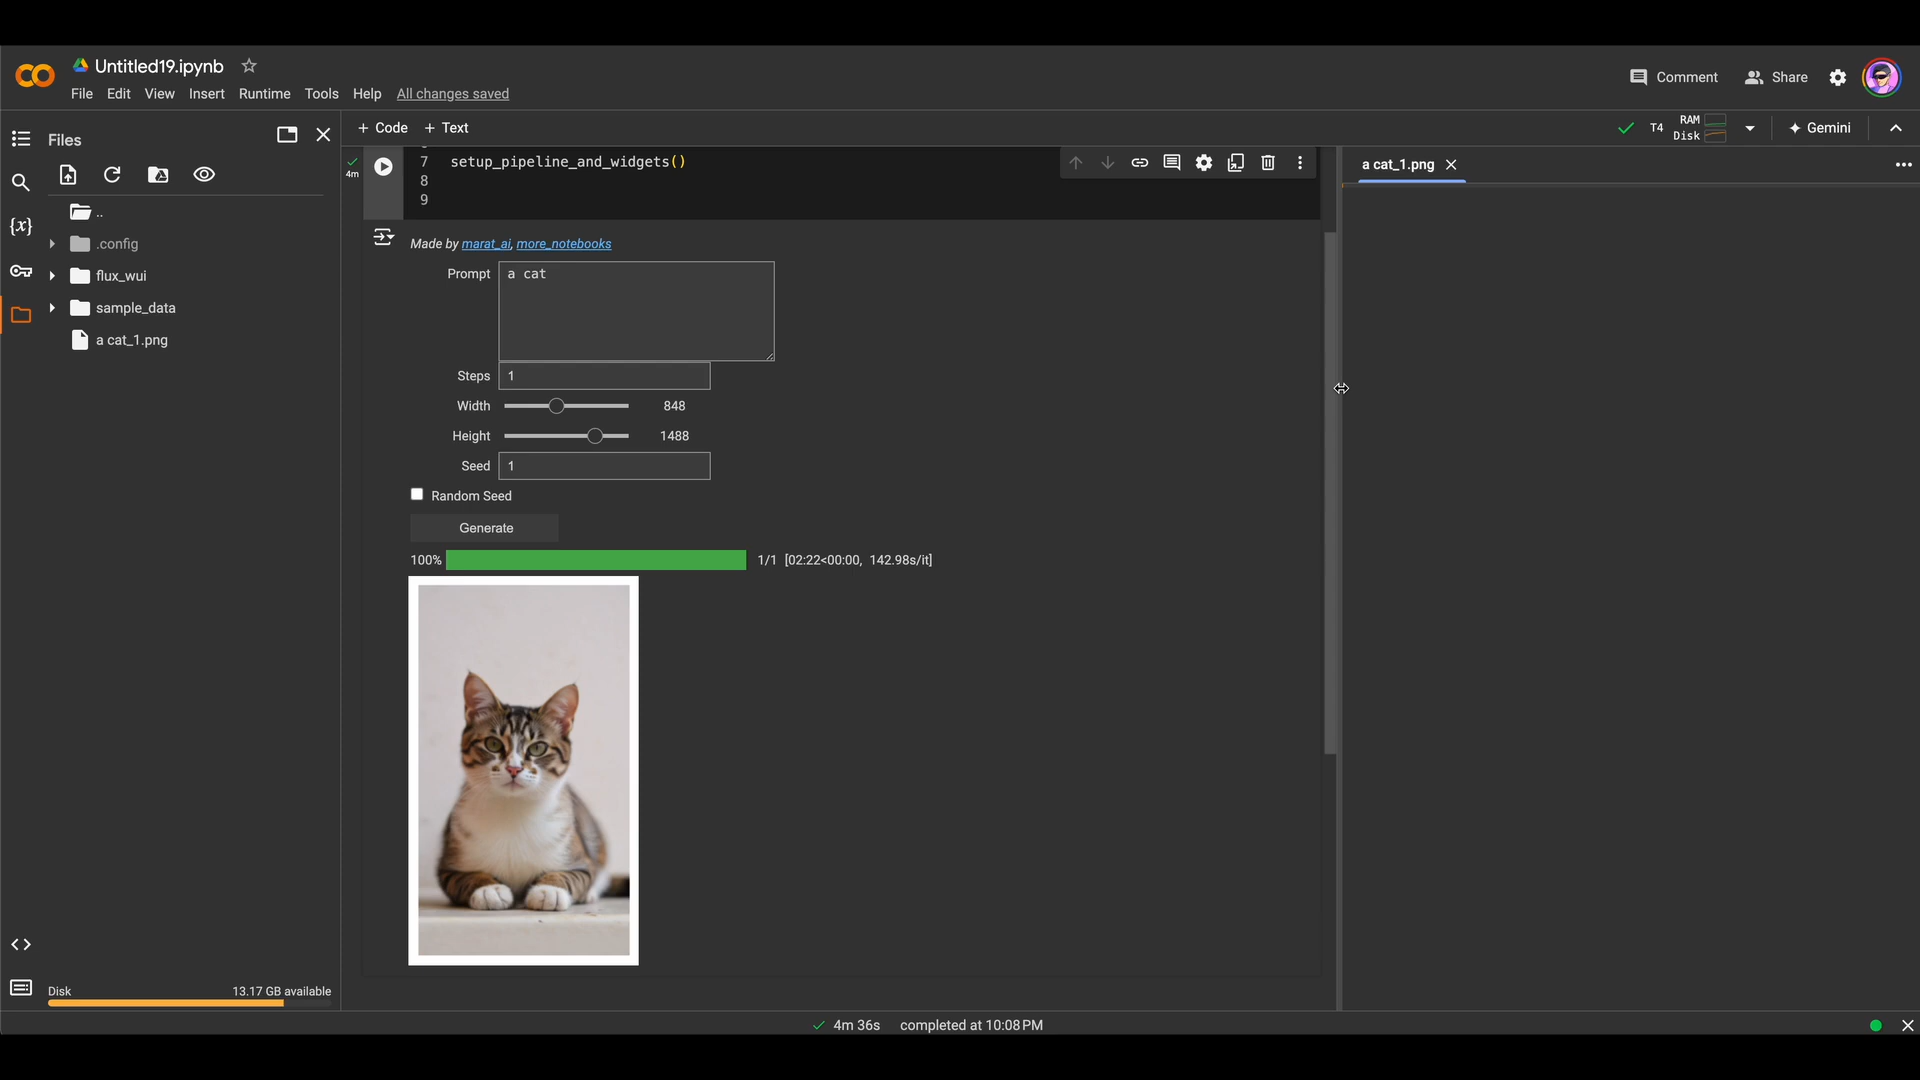 Untitled19.ipynb
File Edit View Insert Runtime Tools Help All changes saved
Comment
Share
Files
+ Code + Text
T4
RAM
Disk
Gemini
..
.config
flux_wui
sample_data
a cat_1.png
{x}
4m
7 setup_pipeline_and_widgets()
8
9
Made by marat_ai, more_notebooks
Prompt a cat
Steps 1
Width 848
Height 1488
Seed 1
Random Seed
Generate
100% 1/1 [02:22<00:00, 142.98s/it]
a cat_1.png
Disk 13.17 GB available
4m 36s completed at 10:08 PM